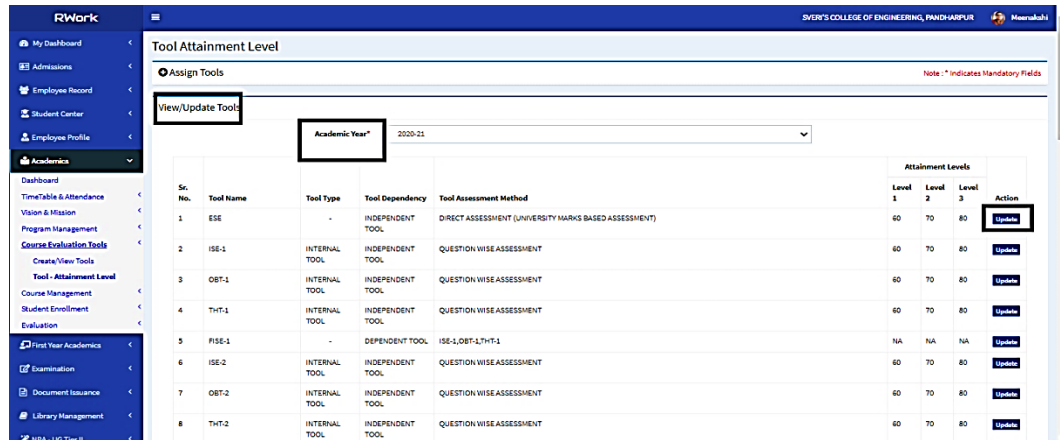 RWork
SVERI'S COLLEGE OF ENGINEERING, PANDHARPUR
Meenakshi
My Dashboard
Admissions
Employee Record
Student Center
Employee Profile
Academics
Dashboard
TimeTable & Attendance
Vision & Mission
Program Management
Course Evaluation Tools
Create/View Tools
Tool - Attainment Level
Course Management
Student Enrollment
Evaluation
First Year Academics
Examination
Document Issuance
Library Management
NBA - UG Tier II
Tool Attainment Level
Assign Tools
Note : * Indicates Mandatory Fields
View/Update Tools
Academic Year* 2020-21
Attainment Levels
Sr. No. Tool Name Tool Type Tool Dependency Tool Assessment Method Level 1 Level 2 Level 3 Action
1 ESE - INDEPENDENT TOOL DIRECT ASSESSMENT (UNIVERSITY MARKS BASED ASSESSMENT) 60 70 80 Update
2 ISE-1 INTERNAL TOOL INDEPENDENT TOOL QUESTION WISE ASSESSMENT 60 70 80 Update
3 OBT-1 INTERNAL TOOL INDEPENDENT TOOL QUESTION WISE ASSESSMENT 60 70 80 Update
4 THT-1 INTERNAL TOOL INDEPENDENT TOOL QUESTION WISE ASSESSMENT 60 70 80 Update
5 FISE-1 - DEPENDENT TOOL ISE-1,OBT-1,THT-1 NA NA NA Update
6 ISE-2 INTERNAL TOOL INDEPENDENT TOOL QUESTION WISE ASSESSMENT 60 70 80 Update
7 OBT-2 INTERNAL TOOL INDEPENDENT TOOL QUESTION WISE ASSESSMENT 60 70 80 Update
8 THT-2 INTERNAL TOOL INDEPENDENT TOOL QUESTION WISE ASSESSMENT 60 70 80 Update